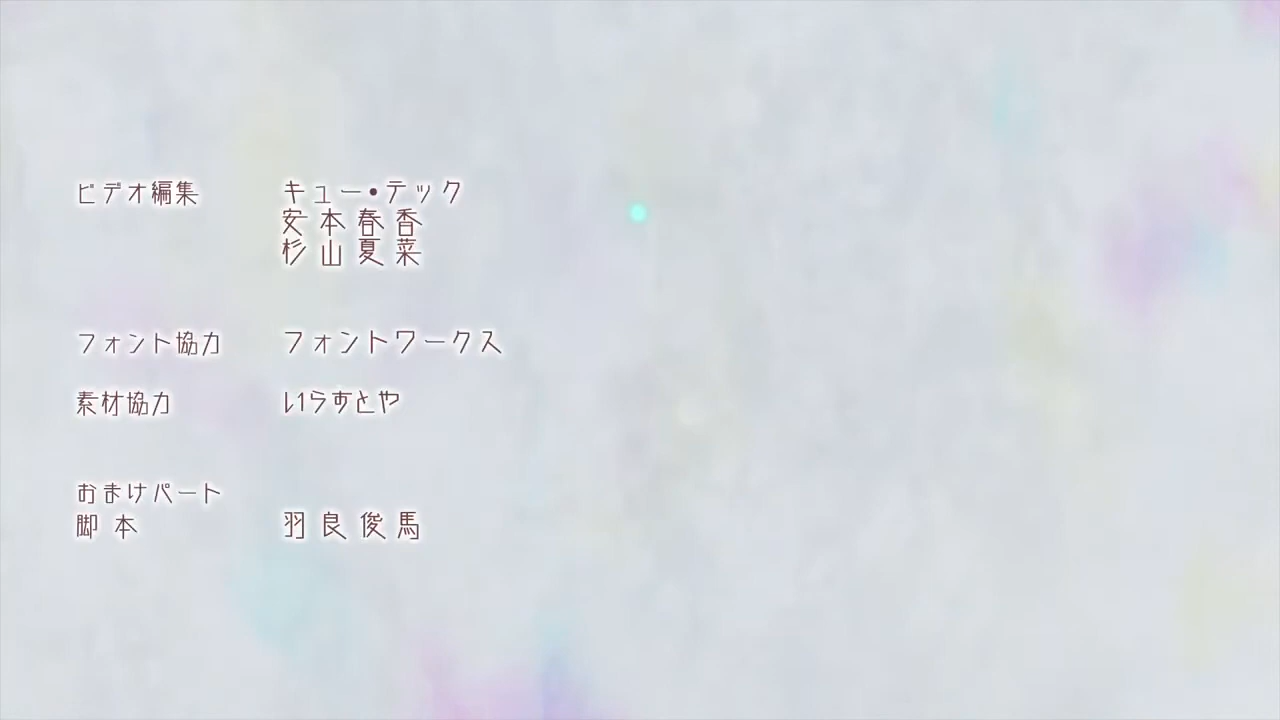 ビデオ編集 キュー・テック
安本春香
杉山夏菜
フォント協力 フォントワークス
素材協力 いらすとや
おまけパート
脚本 羽良俊馬